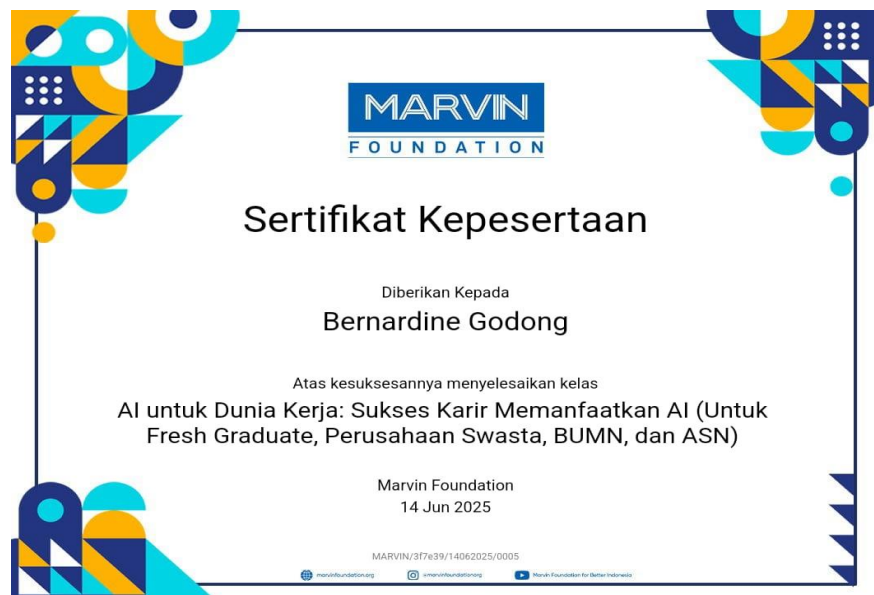 MARVIN
FOUNDATION
Sertifikat Kepesertaan
Diberikan Kepada
Bernardine Godong
Atas kesuksesannya menyelesaikan kelas
AI untuk Dunia Kerja: Sukses Karir Memanfaatkan AI (Untuk
Fresh Graduate, Perusahaan Swasta, BUMN, dan ASN)
Marvin Foundation
14 Jun 2025
MARVIN/3f7e39/14062025/0005
marvinfoundation.org @marvinfoundationorg Marvin Foundation for Better Indonesia